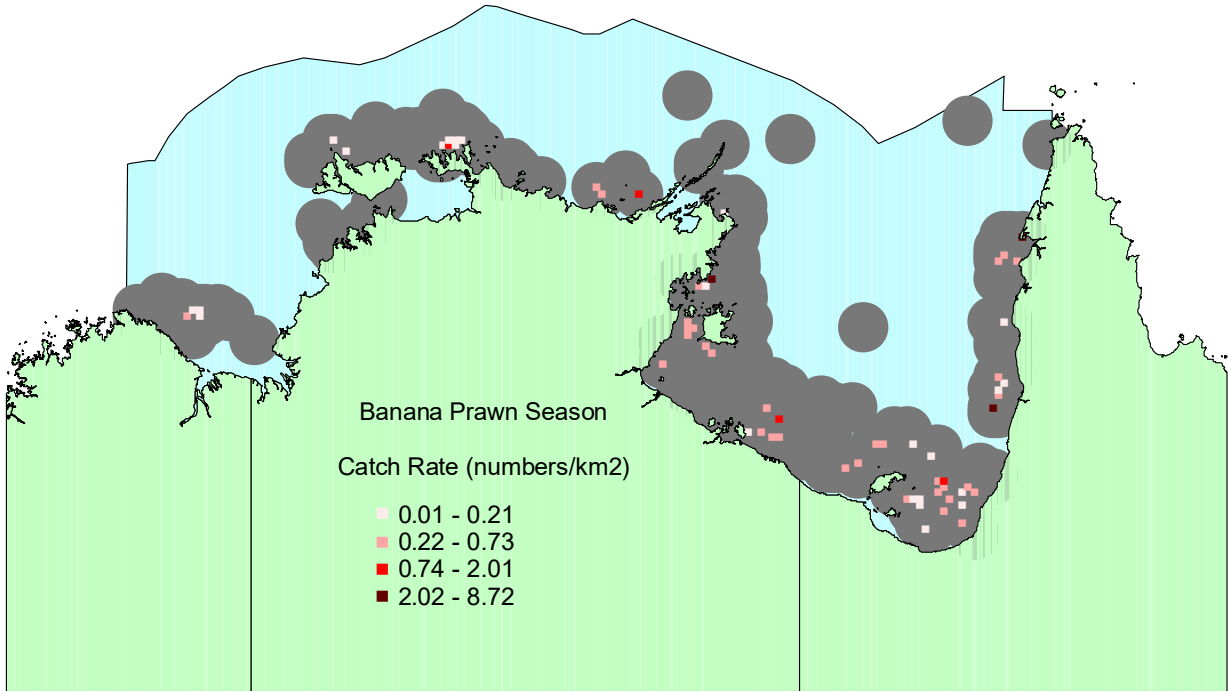 Banana Prawn Season
Catch Rate (numbers/km2)
0.01 - 0.21
0.22 - 0.73
0.74 - 2.01
2.02 - 8.72